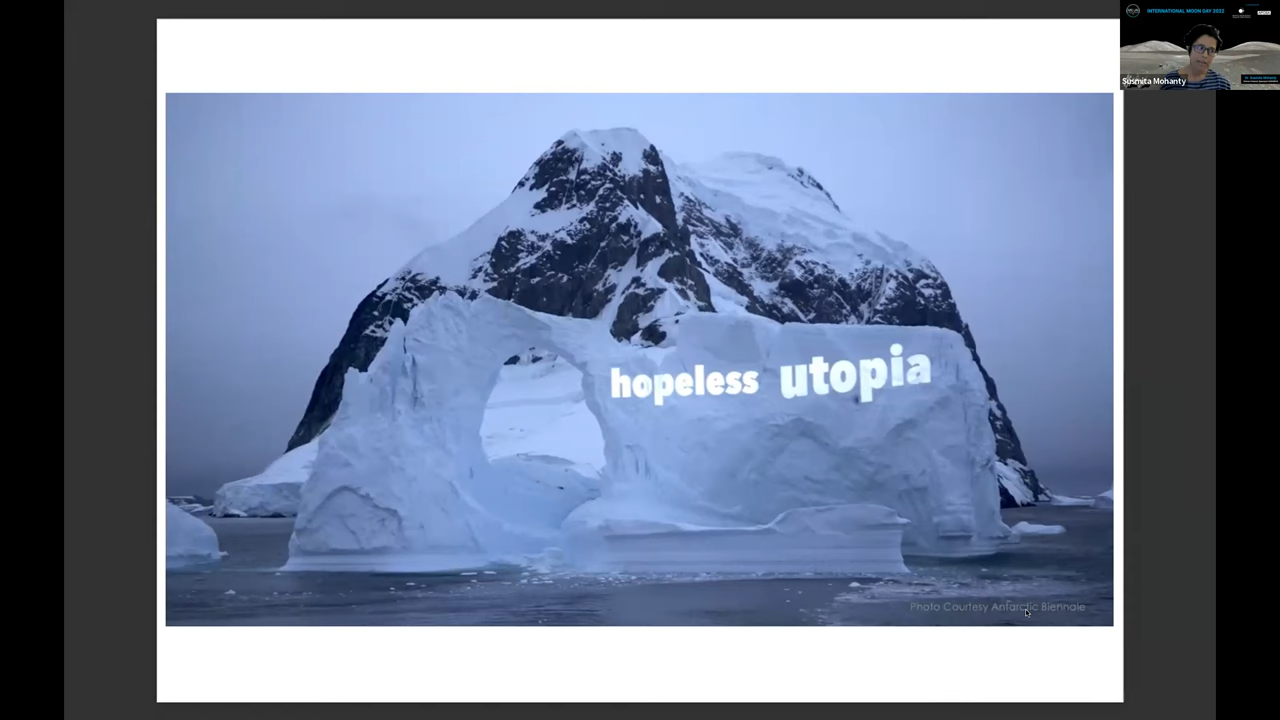 INTERNATIONAL MOON DAY 2022
Susmita Mohanty
hopeless utopia
Photo Courtesy Antarctic Biennale